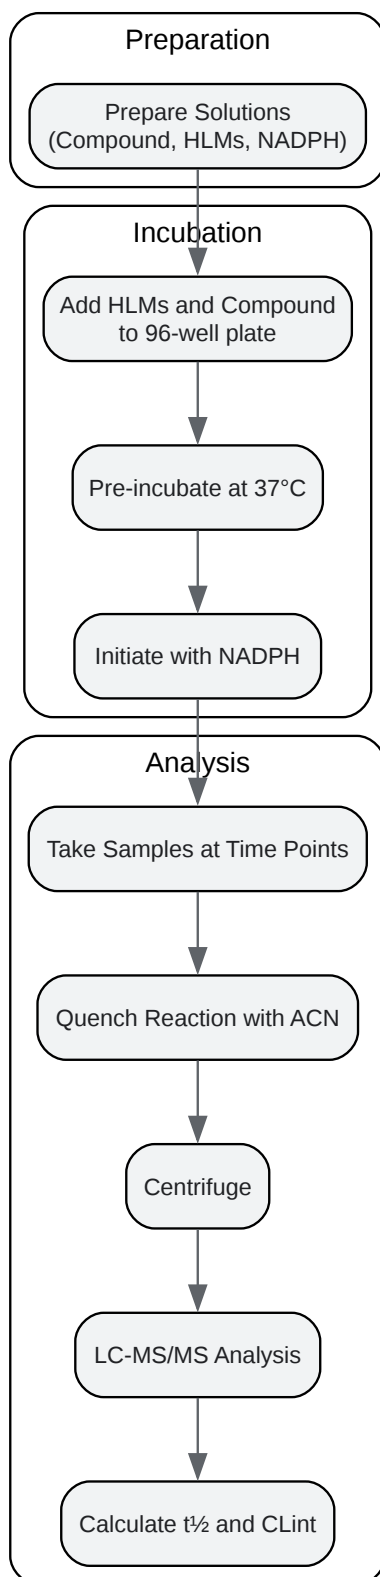 Preparation
Prepare Solutions
(Compound, HLMs, NADPH)
Incubation
Add HLMs and Compound
to 96-well plate
Pre-incubate at 37°C
Initiate with NADPH
Analysis
Take Samples at Time Points
Quench Reaction with ACN
Centrifuge
LC-MS/MS Analysis
Calculate t½ and CLint